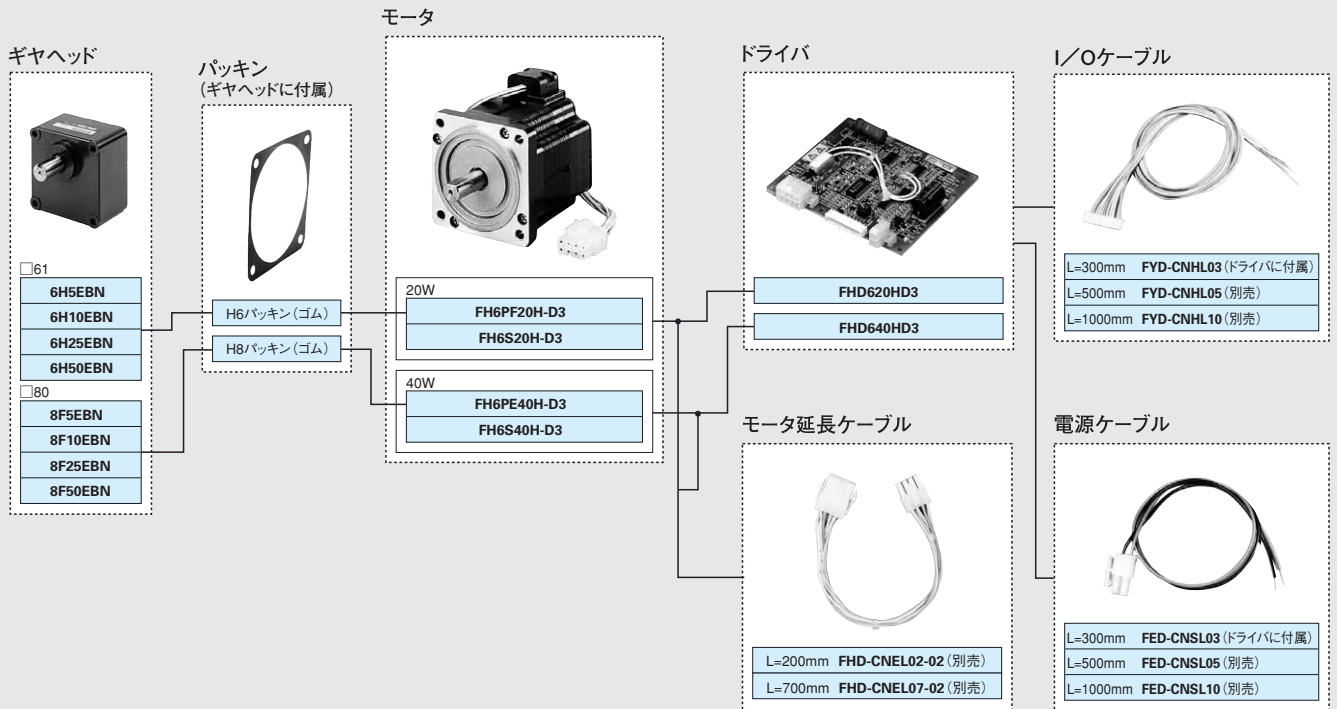 ギヤヘッド
□61
6H5EBN
6H10EBN
6H25EBN
6H50EBN
□80
8F5EBN
8F10EBN
8F25EBN
8F50EBN
パッキン
(ギヤヘッドに付属)
H6パッキン(ゴム)
H8パッキン(ゴム)
モータ
20W
FH6PF20H-D3
FH6S20H-D3
40W
FH6PE40H-D3
FH6S40H-D3
ドライバ
FHD620HD3
FHD640HD3
モータ延長ケーブル
L=200mm FHD-CNEL02-02(別売)
L=700mm FHD-CNEL07-02(別売)
I/Oケーブル
L=300mm FYD-CNHL03(ドライバに付属)
L=500mm FYD-CNHL05(別売)
L=1000mm FYD-CNHL10(別売)
電源ケーブル
L=300mm FED-CNSL03(ドライバに付属)
L=500mm FED-CNSL05(別売)
L=1000mm FED-CNSL10(別売)